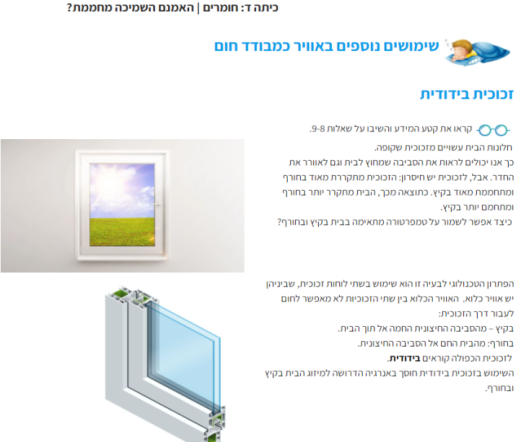 כיתה ד: חומרים | האמנם השמיכה מחממת?
שימושים נוספים באוויר כמבודד חום
זכוכית בידודית
קראו את קטע המידע והשיבו על שאלות 9-8.
חלונות הבית עשויים מזכוכית שקופה.
כך אנו יכולים לראות את הסביבה שמחוץ לבית וגם לאוורר את
החדר. אבל, לזכוכית יש חיסרון: הזכוכית מתקררת מאוד בחורף
ומתחממת מאוד בקיץ. כתוצאה מכך, הבית מתקרר יותר בחורף
ומתחמם יותר בקיץ.
כיצד אפשר לשמור על טמפרטורה מתאימה בבית בקיץ ובחורף?
הפתרון הטכנולוגי לבעיה זו הוא שימוש בשתי לוחות זכוכית, שביניהן
יש אוויר כלוא. האוויר הכלוא בין שתי הזכוכיות לא מאפשר לחום
לעבור דרך הזכוכית:
בקיץ – מהסביבה החיצונית החמה אל תוך הבית.
בחורף: מהבית החם אל הסביבה החיצונית.
לזכוכית הכפולה קוראים בידודית.
השימוש בזכוכית בידודית חוסך באנרגיה הדרושה למיזוג הבית בקיץ
ובחורף.